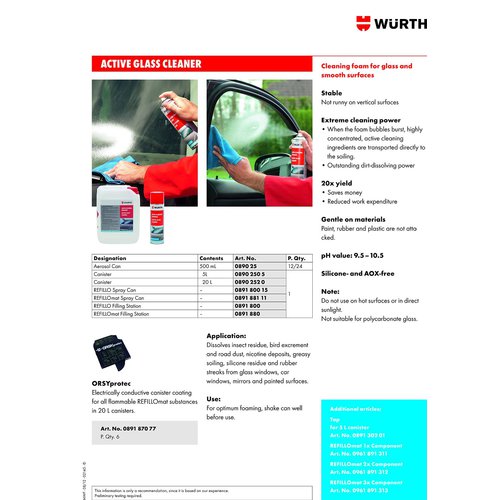 WÜRTH
ACTIVE GLASS CLEANER
Cleaning foam for glass and
smooth surfaces
Stable
Not runny on vertical surfaces
Extreme cleaning power
• When the foam bubbles burst, highly
concentrated, active cleaning
ingredients are transported directly to
the soiling.
• Outstanding dirt-dissolving power
20x yield
• Saves money
• Reduced work expenditure
Gentle on materials
Paint, rubber and plastic are not atta
cked.
pH value: 9.5 – 10.5
Silicone- and AOX-free
Note:
Do not use on hot surfaces or in direct
sunlight.
Not suitable for polycarbonate glass.
Designation Contents Art. No. P. Qty.
Aerosol Can 500 mL 0890 25 12/24
Canister 5L 0890 250 5 1
Canister 20 L 0890 252 0
REFILLO Spray Can – 0891 800 15
REFILLOmat Spray Can – 0891 881 11
REFILLO Filling Station – 0891 800
REFILLOmat Filling Station – 0891 880
ORSYprotec
Electrically conductive canister coating
for all flammable REFILLOmat substances
in 20 L canisters.
Art. No. 0891 870 77
P. Qty. 6
Application:
Dissolves insect residue, bird excrement
and road dust, nicotine deposits, greasy
soiling, silicone residue and rubber
streaks from glass windows, car
windows, mirrors and painted surfaces.
Use:
For optimum foaming, shake can well
before use.
Additional articles:
Tap
for 5 L canister
Art. No. 0891 302 01
REFILLOmat 1x Component
Art. No. 0961 891 311
REFILLOmat 2x Component
Art. No. 0961 891 312
REFILLOmat 3x Component
Art. No. 0961 891 313
This information is only a recommendation, since it is based on our experience.
Preliminary testing required.